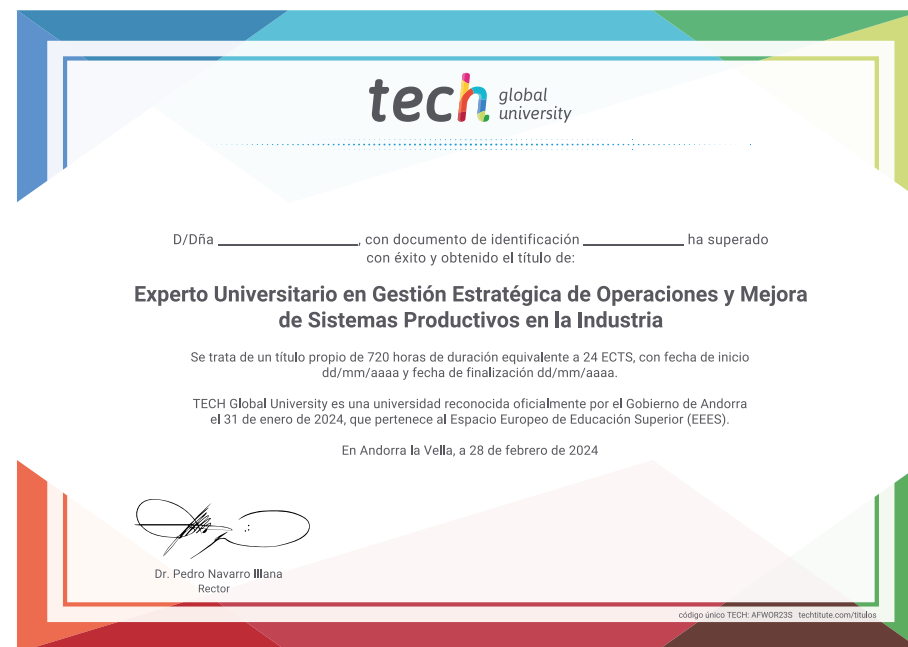 tech global university
D/Dña ____________________, con documento de identificación ______________ ha superado
con éxito y obtenido el título de:
Experto Universitario en Gestión Estratégica de Operaciones y Mejora
de Sistemas Productivos en la Industria
Se trata de un título propio de 720 horas de duración equivalente a 24 ECTS, con fecha de inicio
dd/mm/aaaa y fecha de finalización dd/mm/aaaa.
TECH Global University es una universidad reconocida oficialmente por el Gobierno de Andorra
el 31 de enero de 2024, que pertenece al Espacio Europeo de Educación Superior (EEES).
En Andorra la Vella, a 28 de febrero de 2024
Dr. Pedro Navarro Illana
Rector
código único TECH: AFWOR23S techtitute.com/titulos